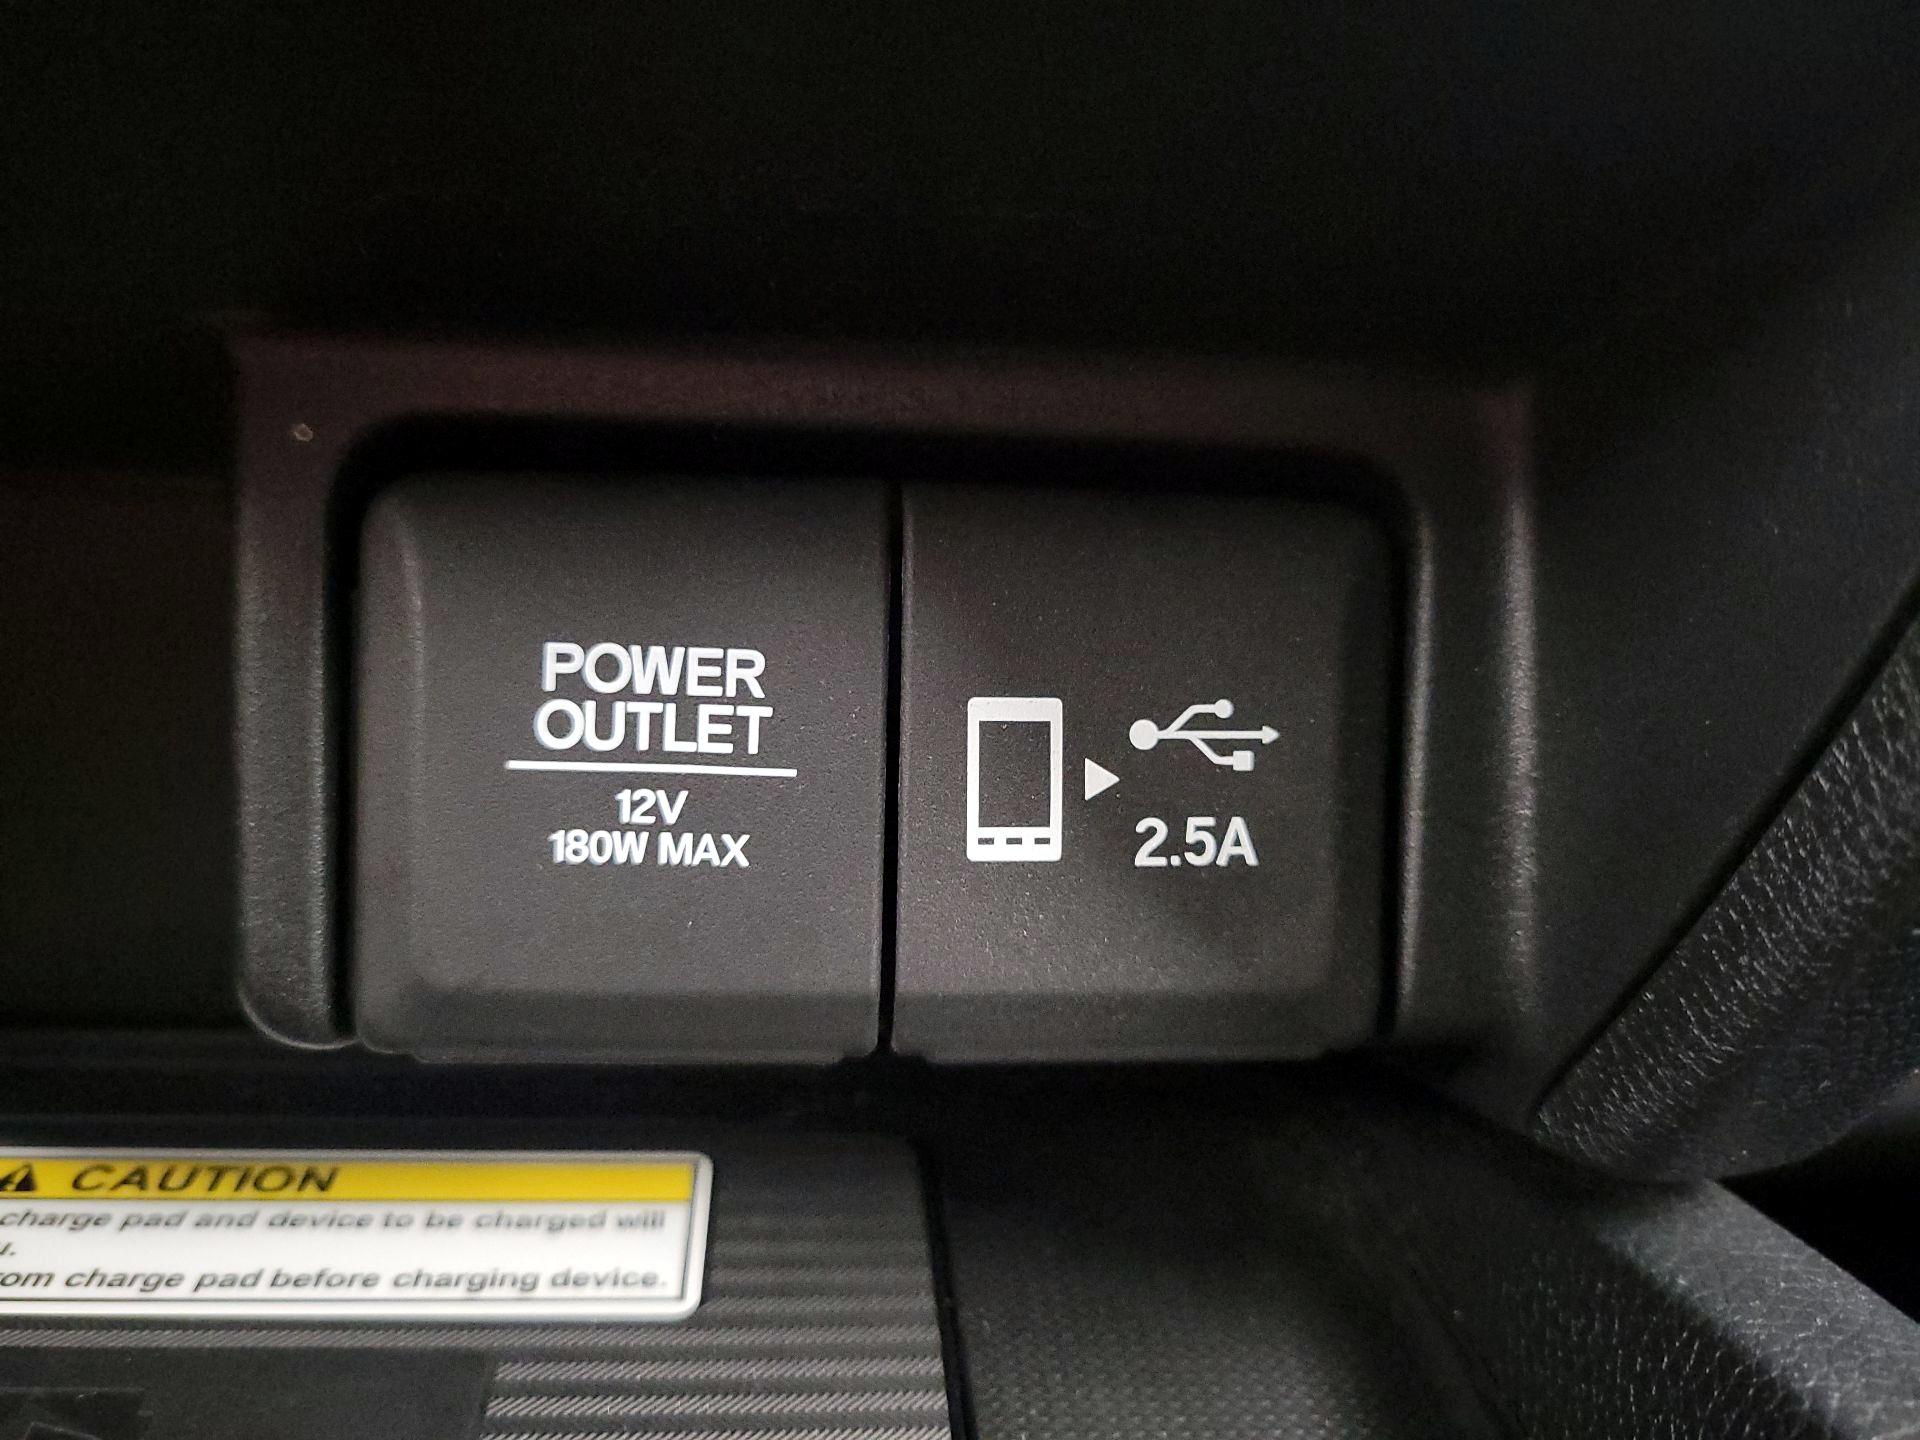 POWER
OUTLET
12V
180W MAX
2.5A
CAUTION
charge pad and device to be charged will
u.
om charge pad before charging device.